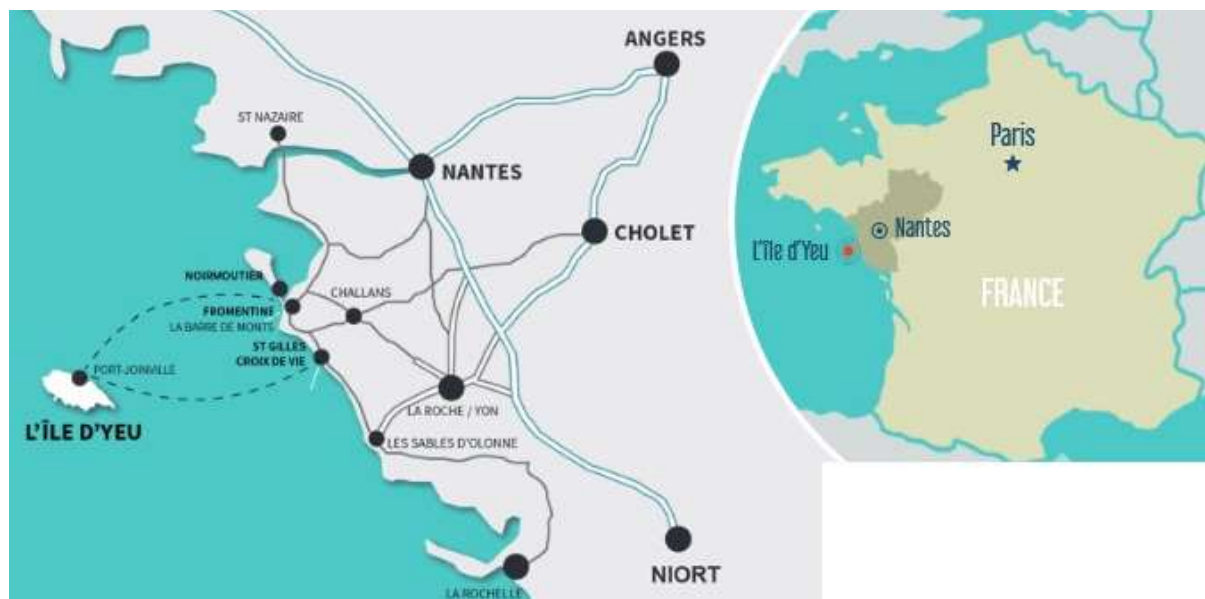 ANGERS
ST NAZAIRE
NANTES
CHOLET
NOIRMOUTIER
CHALLANS
FROMENTINE
LA BARRE DE MONTS
ST GILLES
CROIX DE VIE
PORT-JOINVILLE
L'ÎLE D'YEU
LA ROCHE / YON
LES SABLES D'OLONNE
NIORT
LA ROCHELLE
Paris
Nantes
L'île d'Yeu
FRANCE